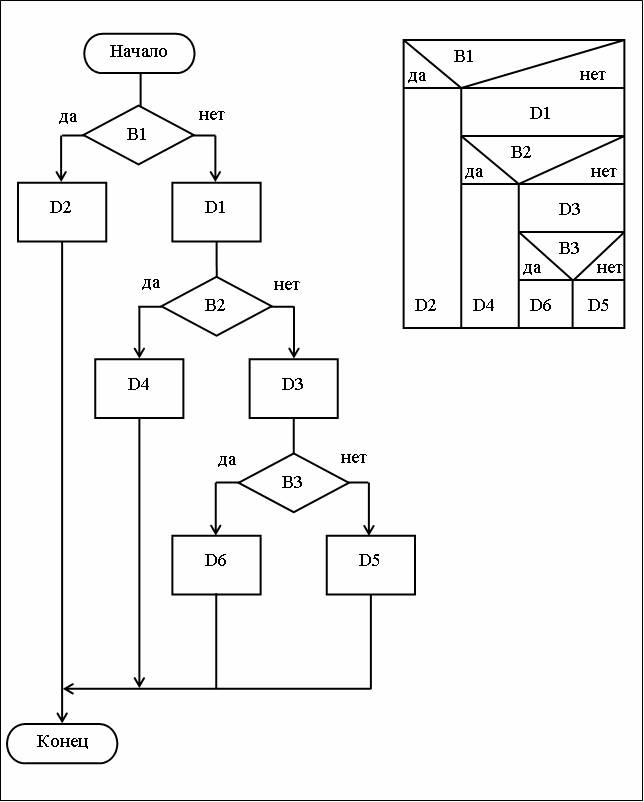 Начало
да
B1
нет
D2
D1
да
B2
нет
D4
D3
да
B3
нет
D6
D5
Конец
B1
да
нет
D1
B2
да
нет
D3
B3
да
нет
D2
D4
D6
D5